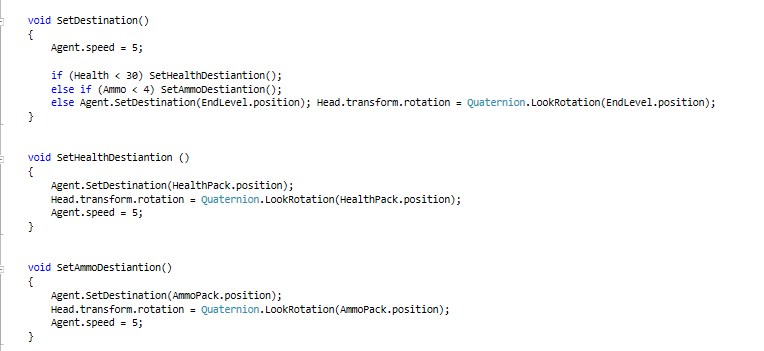 void SetDestination()
{
Agent.speed = 5;
if (Health < 30) SetHealthDestiantion();
else if (Ammo < 4) SetAmmoDestiantion();
else Agent.SetDestination(EndLevel.position); Head.transform.rotation = Quaternion.LookRotation(EndLevel.position);
}
void SetHealthDestiantion ()
{
Agent.SetDestination(HealthPack.position);
Head.transform.rotation = Quaternion.LookRotation(HealthPack.position);
Agent.speed = 5;
}
void SetAmmoDestiantion()
{
Agent.SetDestination(AmmoPack.position);
Head.transform.rotation = Quaternion.LookRotation(AmmoPack.position);
Agent.speed = 5;
}